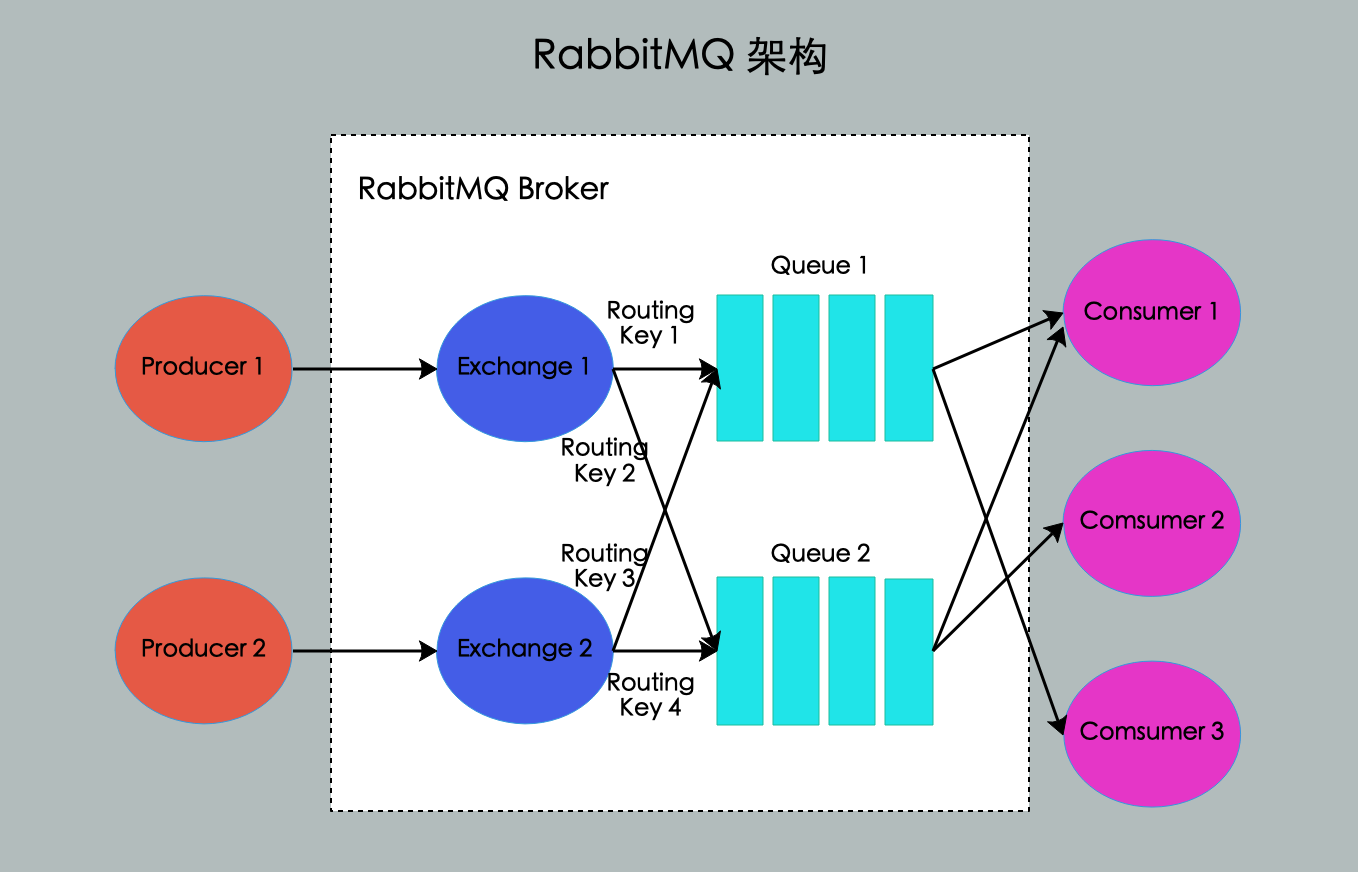 RabbitMQ 架构
RabbitMQ Broker
Queue 1
Routing
Key 1
Consumer 1
Producer 1
Exchange 1
Routing
Key 2
Comsumer 2
Routing
Key 3
Queue 2
Producer 2
Exchange 2
Routing
Key 4
Comsumer 3